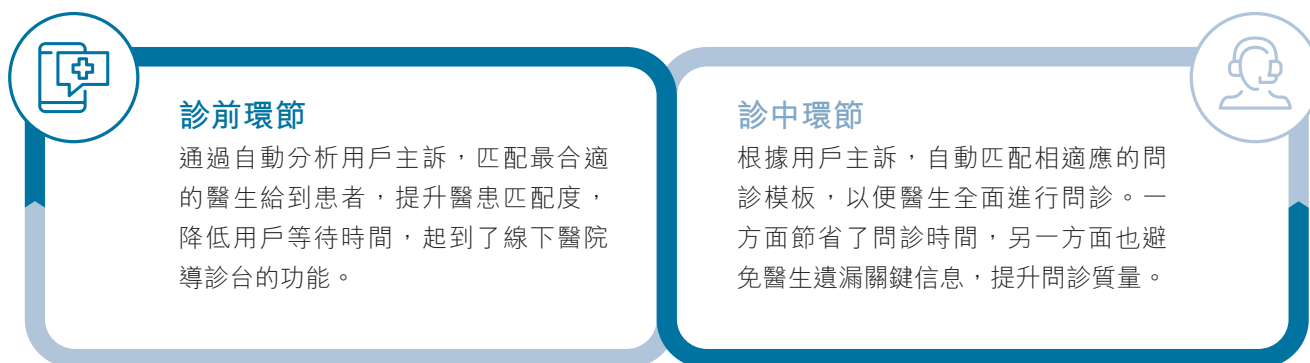 診前環節
通過自動分析用戶主訴，匹配最合適
的醫生給到患者，提升醫患匹配度，
降低用戶等待時間，起到了線下醫院
導診台的功能。
診中環節
根據用戶主訴，自動匹配相適應的問
診模板，以便醫生全面進行問診。一
方面節省了問診時間，另一方面也避
免醫生遺漏關鍵信息，提升問診質量。